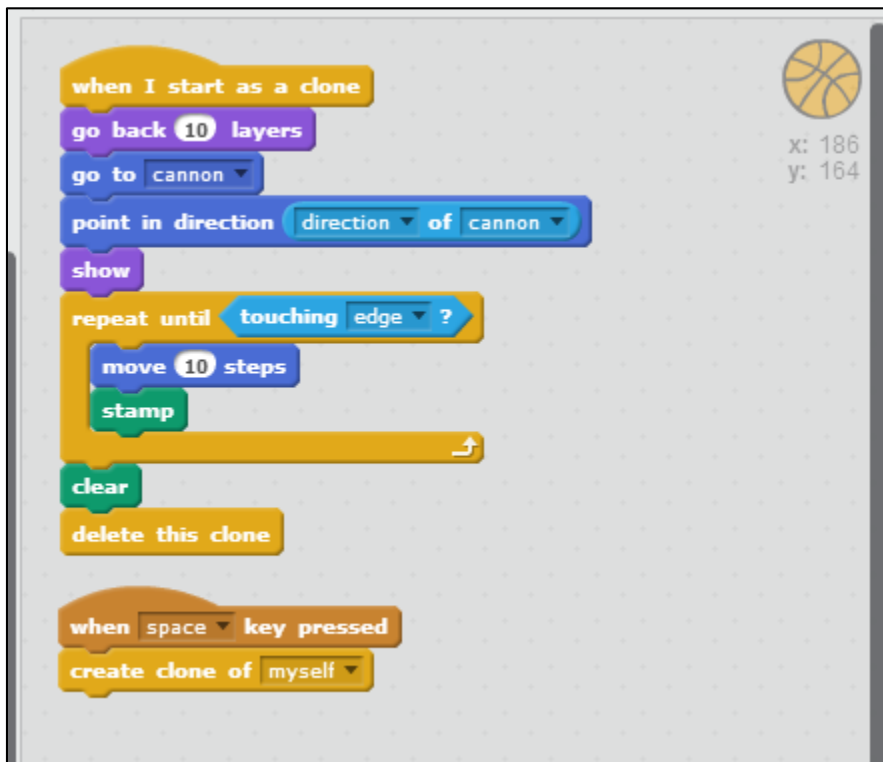 when I start as a clone
go back 10 layers
x: 186
go to cannon
y: 164
point in direction direction of cannon
show
repeat until touching edge ?
move 10 steps
stamp
clear
delete this clone
when space key pressed
create clone of myself